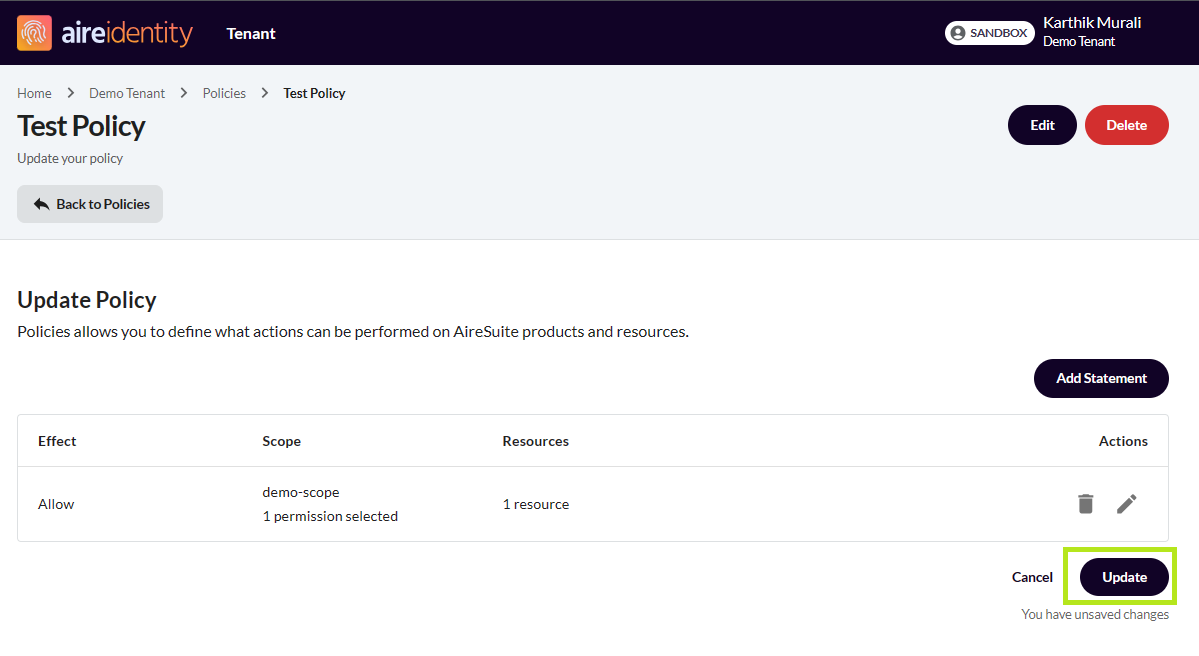 aireidentity Tenant SANDBOX Karthik Murali
Demo Tenant
Home > Demo Tenant > Policies > Test Policy
Test Policy Edit Delete
Update your policy
Back to Policies
Update Policy
Policies allows you to define what actions can be performed on AireSuite products and resources.
Add Statement
Effect Scope Resources Actions
demo-scope
Allow 1 resource
1 permission selected
Cancel Update
You have unsaved changes